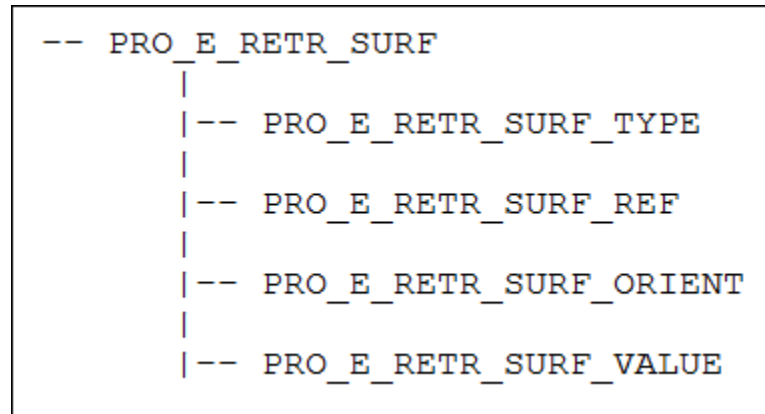 -- PRO_E_RETR_SURF
|
|-- PRO_E_RETR_SURF_TYPE
|
|-- PRO_E_RETR_SURF_REF
|
|-- PRO_E_RETR_SURF_ORIENT
|
|-- PRO_E_RETR_SURF_VALUE